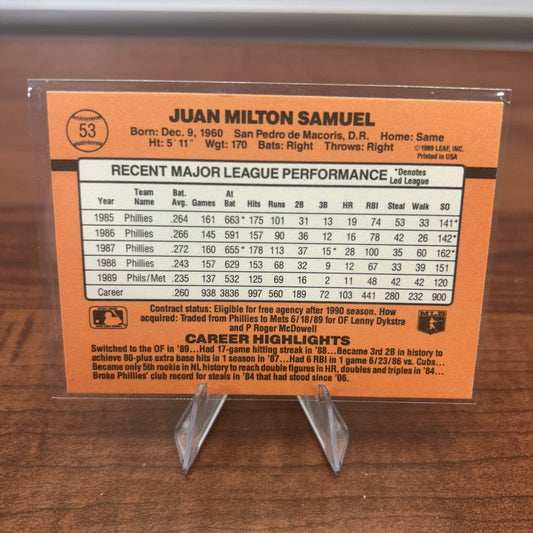 53
JUAN MILTON SAMUEL
Born: Dec. 9, 1960 San Pedro de Macoris, D.R. Home: Same
Ht: 5'11" Wgt: 170 Bats: Right Throws: Right
©1989 LEAF, INC.
Printed in USA
RECENT MAJOR LEAGUE PERFORMANCE *Denotes Led League
Year Team Name Bat. Avg. Games At Bat Hits Runs 2B 3B HR RBI Steal Walk SO
1985 Phillies .264 161 663* 175 101 31 13 19 74 53 33 141*
1986 Phillies .266 145 591 157 90 36 12 16 78 42 26 142*
1987 Phillies .272 160 655* 178 113 37 15* 28 100 35 60 162*
1988 Phillies .243 157 629 153 68 32 9 12 67 33 39 151
1989 Phils/Met .235 137 532 125 69 16 2 11 48 42 42 120
Career .260 938 3836 997 560 189 72 103 441 280 232 900
Contract status: Eligible for free agency after 1990 season. How
acquired: Traded from Phillies to Mets 6/18/89 for OF Lenny Dykstra
and P Roger McDowell
CAREER HIGHLIGHTS
Switched to the OF in '89...Had 17-game hitting streak in '88...Became 3rd 2B in history to
achieve 80-plus extra base hits in 1 season in '87...Had 6 RBI in 1 game 6/23/86 vs. Cubs...
Became only 5th rookie in NL history to reach double figures in HR, doubles and triples in '84...
Broke Phillies' club record for steals in '84 that had stood since '06.